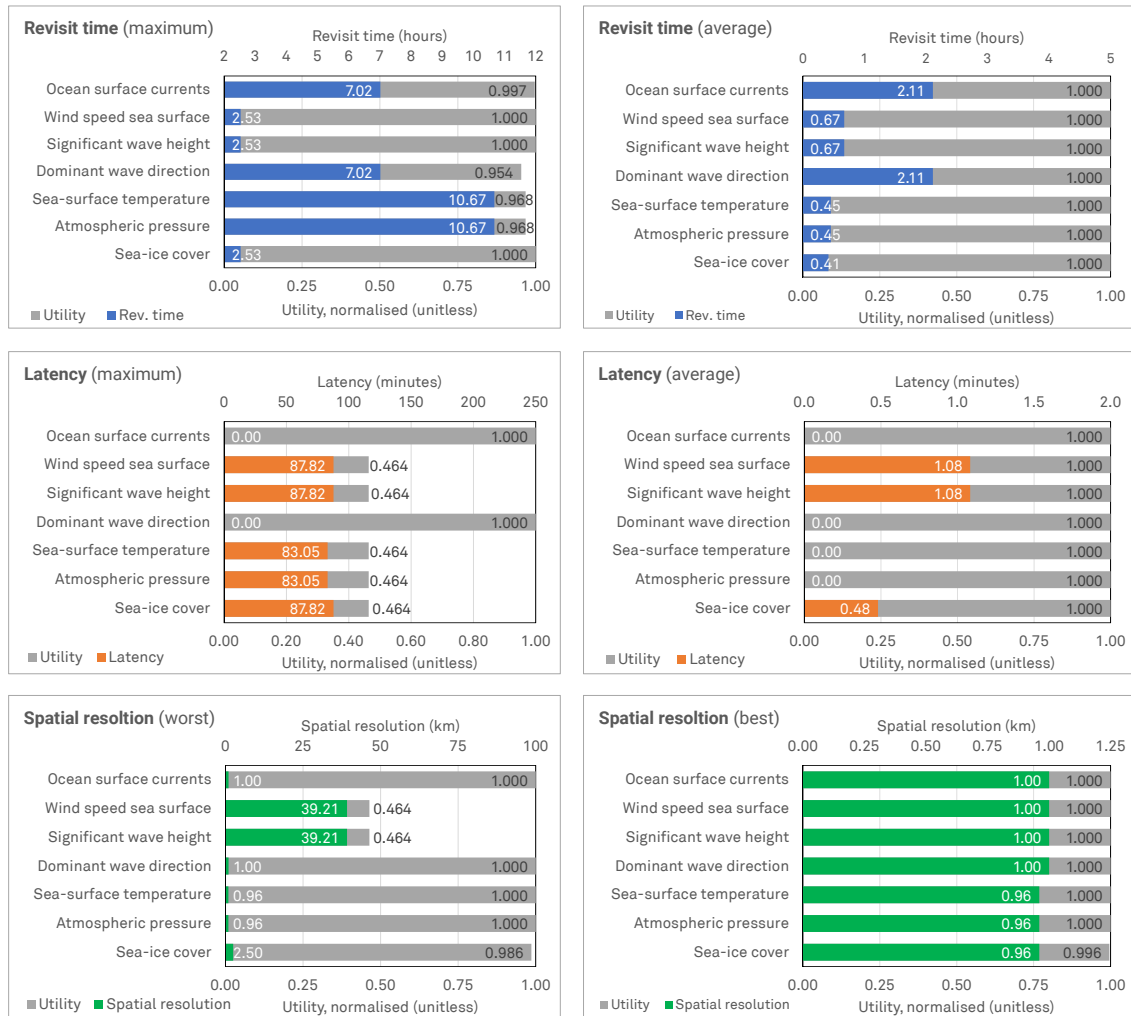 Revisit time (maximum)
Revisit time (hours)
2 3 4 5 6 7 8 9 10 11 12
Ocean surface currents 7.02 0.997
Wind speed sea surface 2.53 1.000
Significant wave height 2.53 1.000
Dominant wave direction 7.02 0.954
Sea-surface temperature 10.67 0.968
Atmospheric pressure 10.67 0.968
Sea-ice cover 2.53 1.000
0.00 0.25 0.50 0.75 1.00
Utility Rev. time Utility, normalised (unitless)
Revisit time (average)
Revisit time (hours)
0 1 2 3 4 5
Ocean surface currents 2.11 1.000
Wind speed sea surface 0.67 1.000
Significant wave height 0.67 1.000
Dominant wave direction 2.11 1.000
Sea-surface temperature 0.45 1.000
Atmospheric pressure 0.45 1.000
Sea-ice cover 0.41 1.000
0.00 0.25 0.50 0.75 1.00
Utility Rev. time Utility, normalised (unitless)
Latency (maximum)
Latency (minutes)
0 50 100 150 200 250
Ocean surface currents 0.00 1.000
Wind speed sea surface 87.82 0.464
Significant wave height 87.82 0.464
Dominant wave direction 0.00 1.000
Sea-surface temperature 83.05 0.464
Atmospheric pressure 83.05 0.464
Sea-ice cover 87.82 0.464
0.00 0.20 0.40 0.60 0.80 1.00
Utility Latency Utility, normalised (unitless)
Latency (average)
Latency (minutes)
0.0 0.5 1.0 1.5 2.0
Ocean surface currents 0.00 1.000
Wind speed sea surface 1.08 1.000
Significant wave height 1.08 1.000
Dominant wave direction 0.00 1.000
Sea-surface temperature 0.00 1.000
Atmospheric pressure 0.00 1.000
Sea-ice cover 0.48 1.000
0.00 0.25 0.50 0.75 1.00
Utility Latency Utility, normalised (unitless)
Spatial resoltion (worst)
Spatial resolution (km)
0 25 50 75 100
Ocean surface currents 1.00 1.000
Wind speed sea surface 39.21 0.464
Significant wave height 39.21 0.464
Dominant wave direction 1.00 1.000
Sea-surface temperature 0.96 1.000
Atmospheric pressure 0.96 1.000
Sea-ice cover 2.50 0.986
0.00 0.20 0.40 0.60 0.80 1.00
Utility Spatial resolution Utility, normalised (unitless)
Spatial resoltion (best)
Spatial resolution (km)
0.00 0.25 0.50 0.75 1.00 1.25
Ocean surface currents 1.00 1.000
Wind speed sea surface 1.00 1.000
Significant wave height 1.00 1.000
Dominant wave direction 1.00 1.000
Sea-surface temperature 0.96 1.000
Atmospheric pressure 0.96 1.000
Sea-ice cover 0.96 0.996
0.00 0.25 0.50 0.75 1.00
Utility Spatial resolution Utility, normalised (unitless)